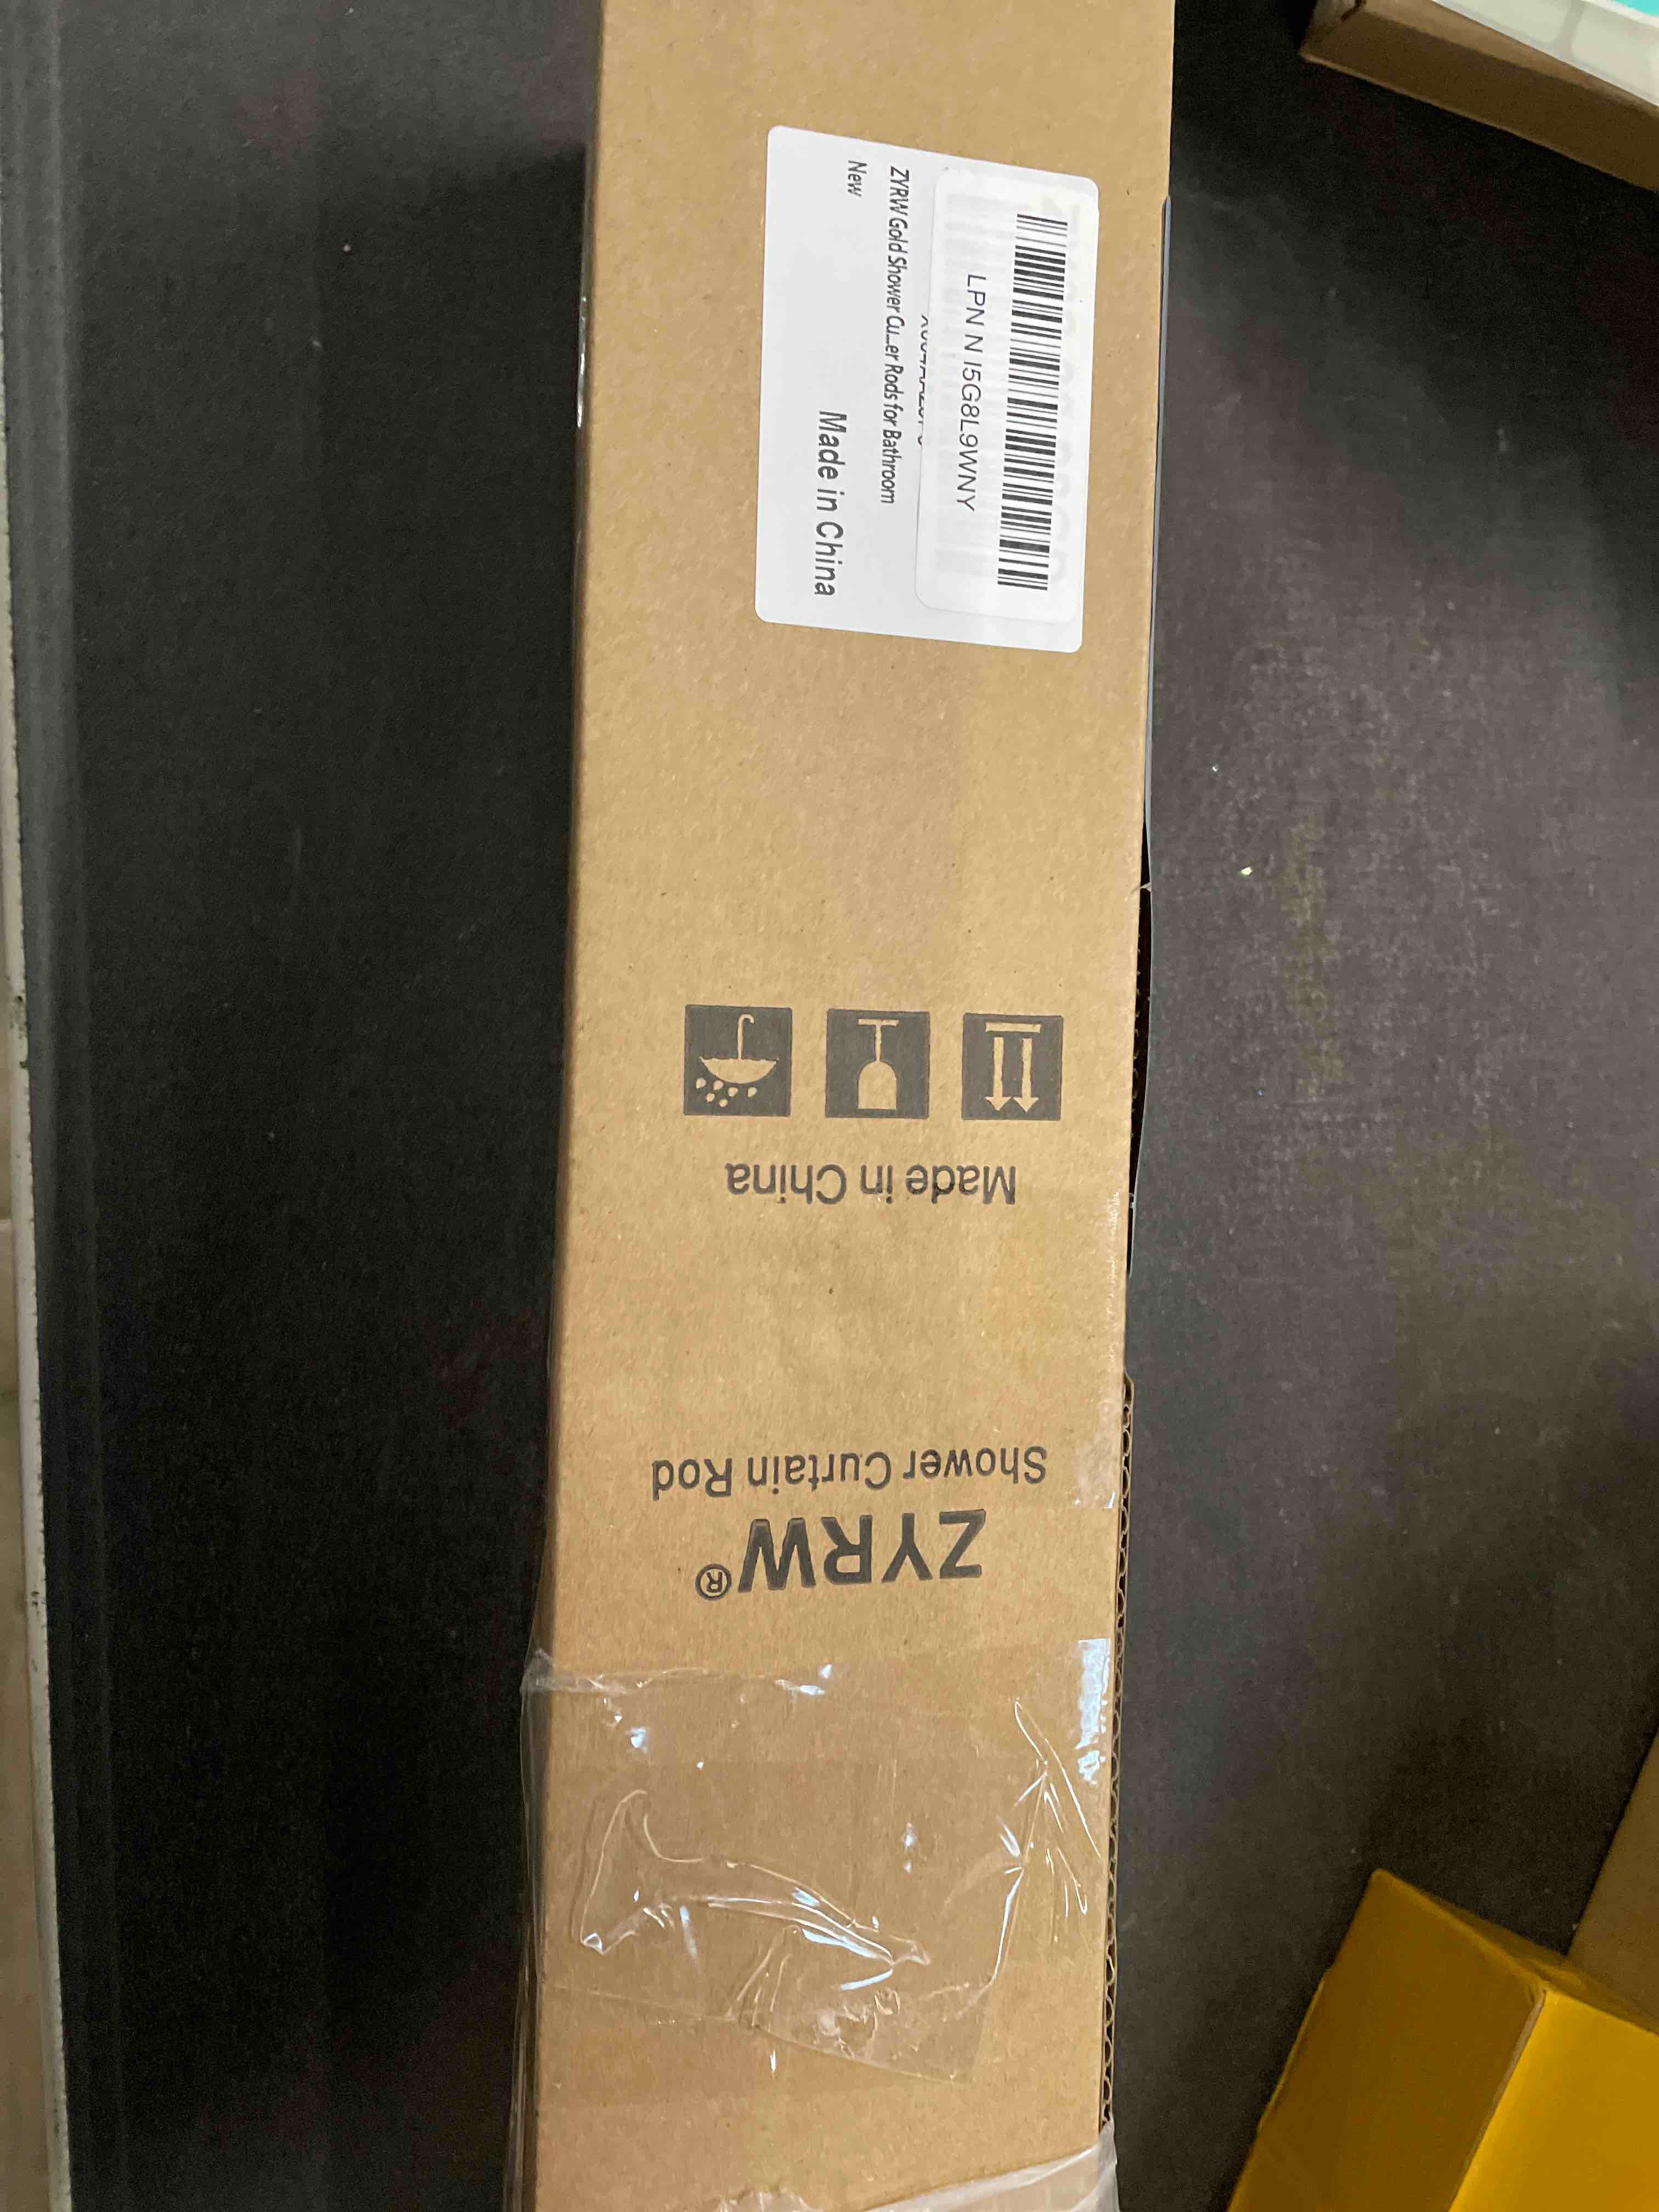 LPN N I5G8L9WNY
ZYRW Gold Shower Cu...er Rods for Bathroom
New
Made in China
ZYRW®
Shower Curtain Rod
Made in China